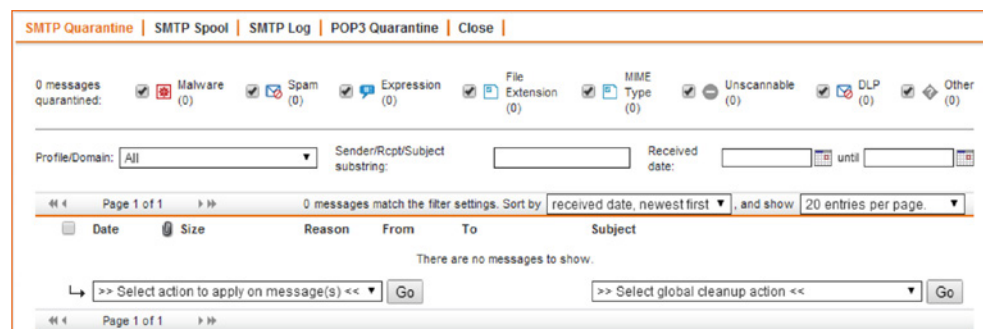 SMTP Quarantine | SMTP Spool | SMTP Log | POP3 Quarantine | Close |
0 messages quarantined: Malware (0) Spam (0) Expression (0) File Extension (0) MIME Type (0) Unscannable (0) DLP (0) Other (0)
Profile/Domain: All Sender/Rcpt/Subject substring: Received date: until
Page 1 of 1 0 messages match the filter settings. Sort by received date, newest first , and show 20 entries per page.
Date Size Reason From To Subject
There are no messages to show.
>> Select action to apply on message(s) << Go >> Select global cleanup action << Go
Page 1 of 1